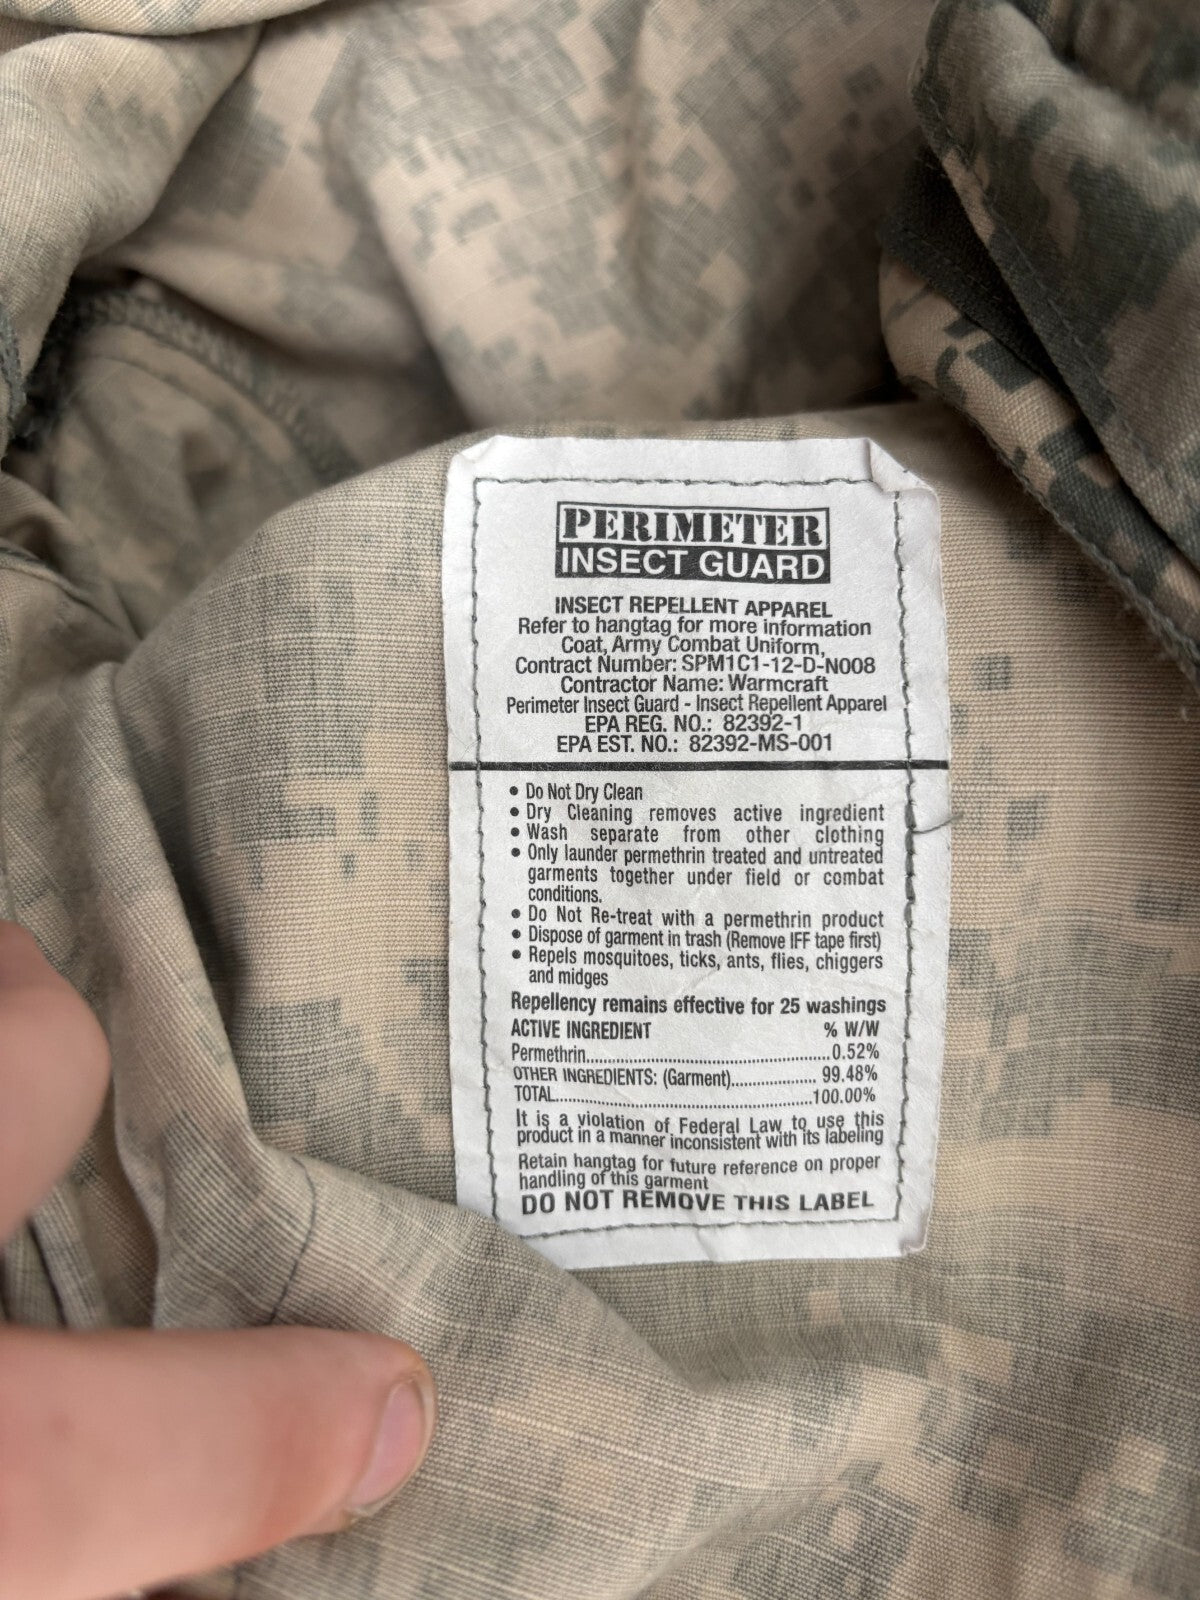 PERIMETER
INSECT GUARD
INSECT REPELLENT APPAREL
Refer to hangtag for more information
Coat, Army Combat Uniform,
Contract Number: SPM1C1-12-D-N008
Contractor Name: Warmcraft
Perimeter Insect Guard - Insect Repellent Apparel
EPA REG. NO.: 82392-1
EPA EST. NO.: 82392-MS-001
• Do Not Dry Clean
• Dry Cleaning removes active ingredient
• Wash separate from other clothing
• Only launder permethrin treated and untreated
garments together under field or combat
conditions.
• Do Not Re-treat with a permethrin product
• Dispose of garment in trash (Remove IFF tape first)
• Repels mosquitoes, ticks, ants, flies, chiggers
and midges
Repellency remains effective for 25 washings
ACTIVE INGREDIENT % W/W
Permethrin..........................................0.52%
OTHER INGREDIENTS: (Garment)................ 99.48%
TOTAL.............................................100.00%
It is a violation of Federal Law to use this
product in a manner inconsistent with its labeling
Retain hangtag for future reference on proper
handling of this garment
DO NOT REMOVE THIS LABEL